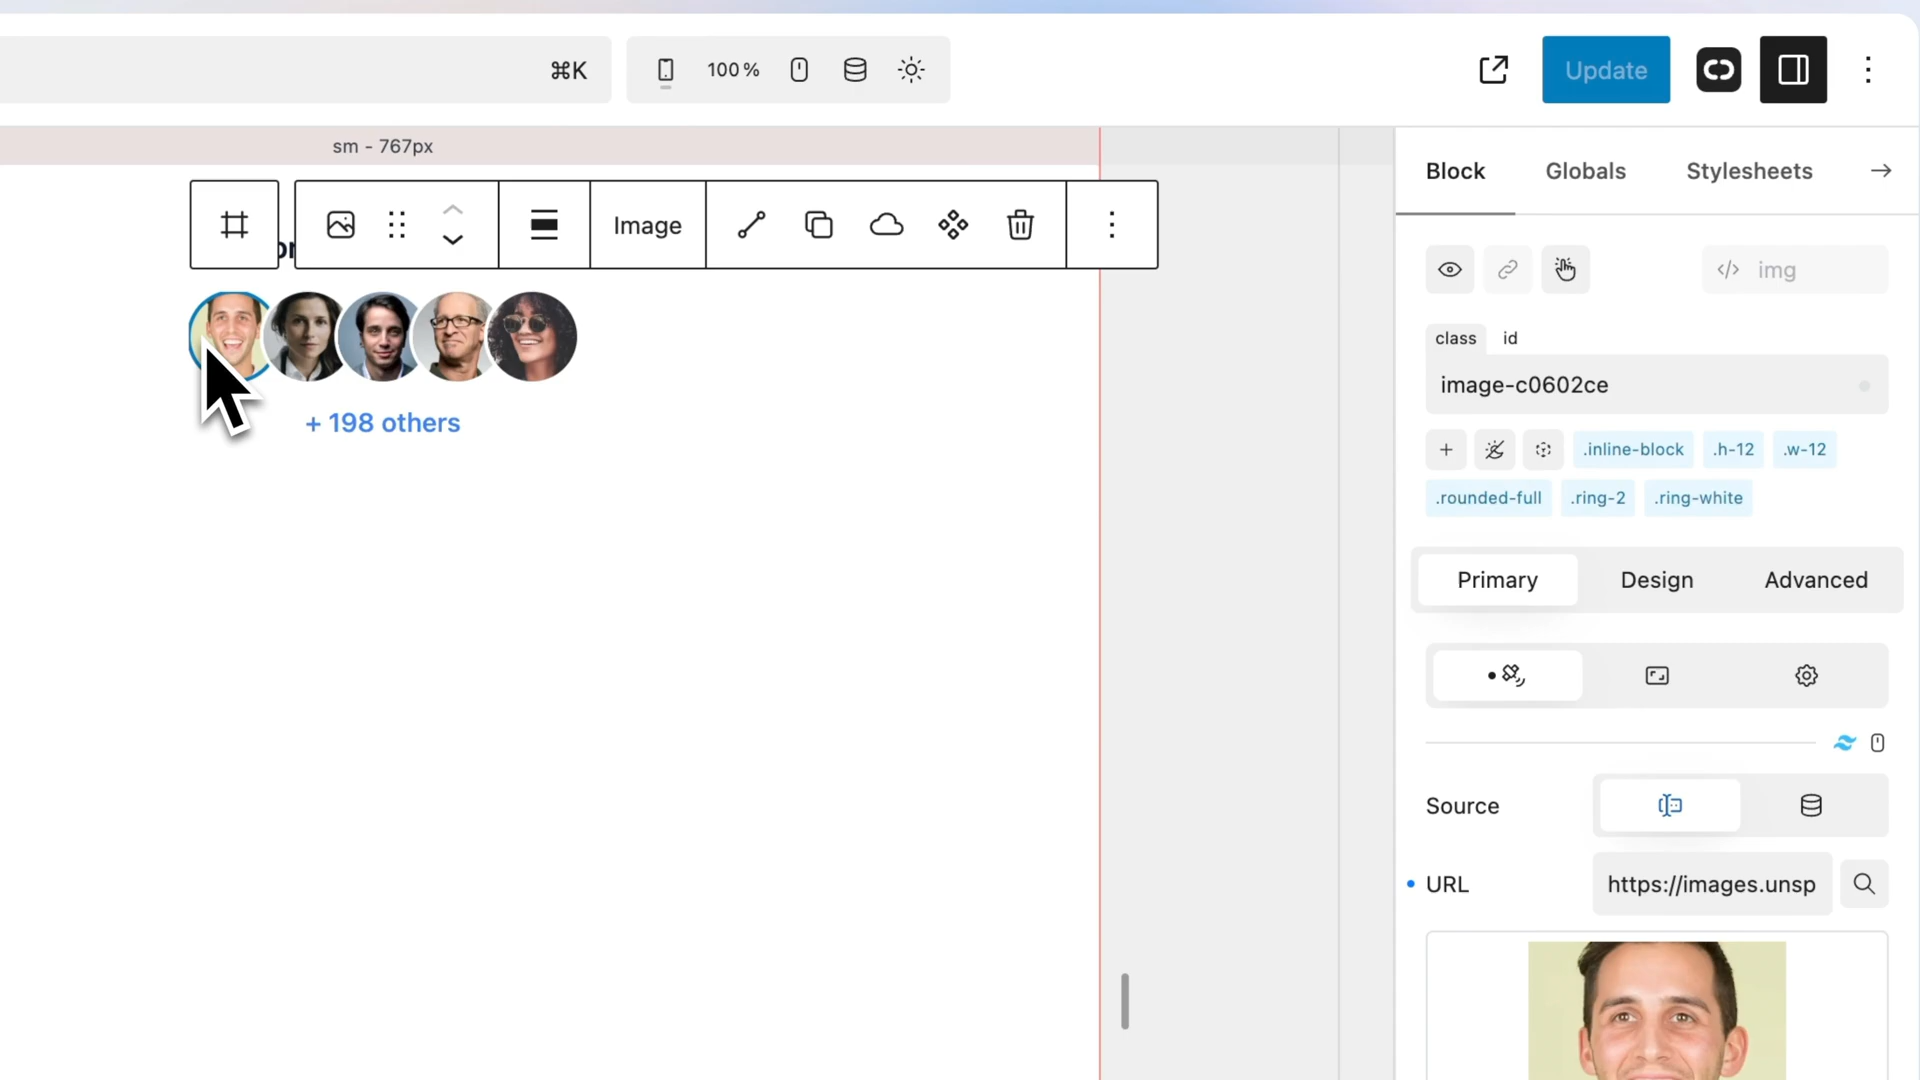 ⌘K
100%
Update
sm - 767px
Block
Globals
Stylesheets
Image
img
class
id
image-c0602ce
.inline-block
.h-12
.w-12
.rounded-full
.ring-2
.ring-white
+ 198 others
Primary
Design
Advanced
Source
URL
https://images.unsp